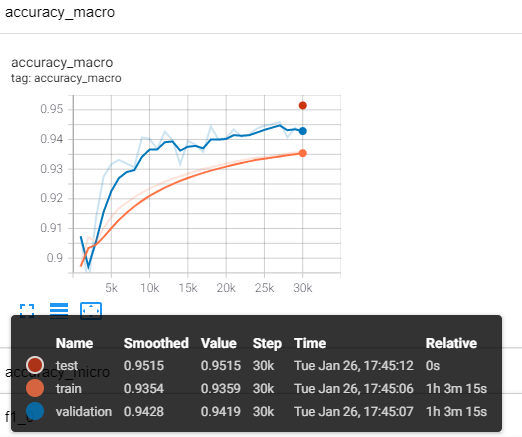 accuracy_macro
accuracy_macro
tag: accuracy_macro
0.95
0.94
0.93
0.92
0.91
0.9
5k 10k 15k 20k 25k 30k
Name Smoothed Value Step Time Relative
test 0.9515 0.9515 30k Tue Jan 26, 17:45:12 0s
accuracy_micro
train 0.9354 0.9359 30k Tue Jan 26, 17:45:06 1h 3m 15s
validation 0.9428 0.9419 30k Tue Jan 26, 17:45:07 1h 3m 15s